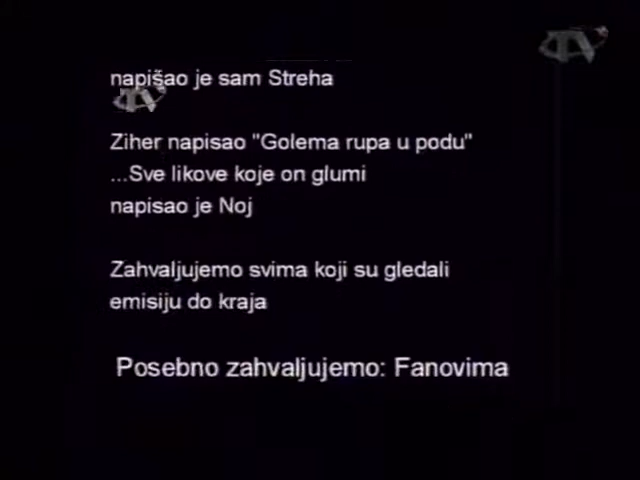 napišao je sam Streha
Ziher napisao "Golema rupa u podu"
...Sve likove koje on glumi
napisao je Noj
Zahvaljujemo svima koji su gledali
emisiju do kraja
Posebno zahvaljujemo: Fanovima